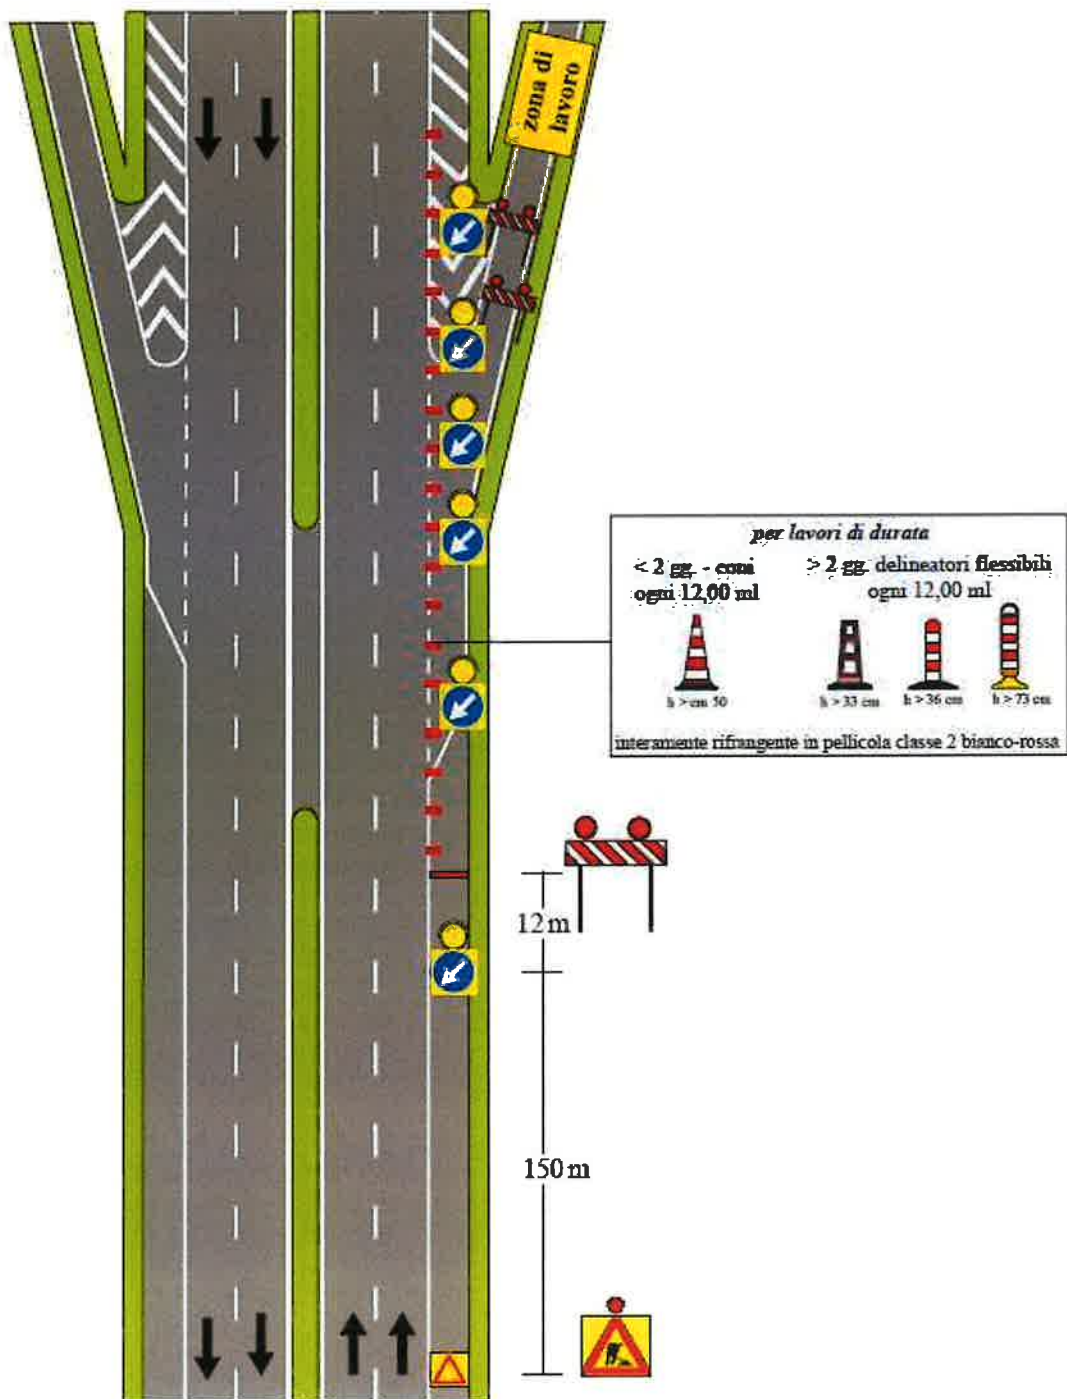 zona di
lavoro
per lavori di durata
< 2 gg. - coni
ogni 12,00 ml
> 2 gg. delineatori flessibili
ogni 12,00 ml
h > cm 50
h > 33 cm
h > 36 cm
h > 73 cm
interamente rifrangente in pellicola classe 2 bianco-rossa
12 m
150 m